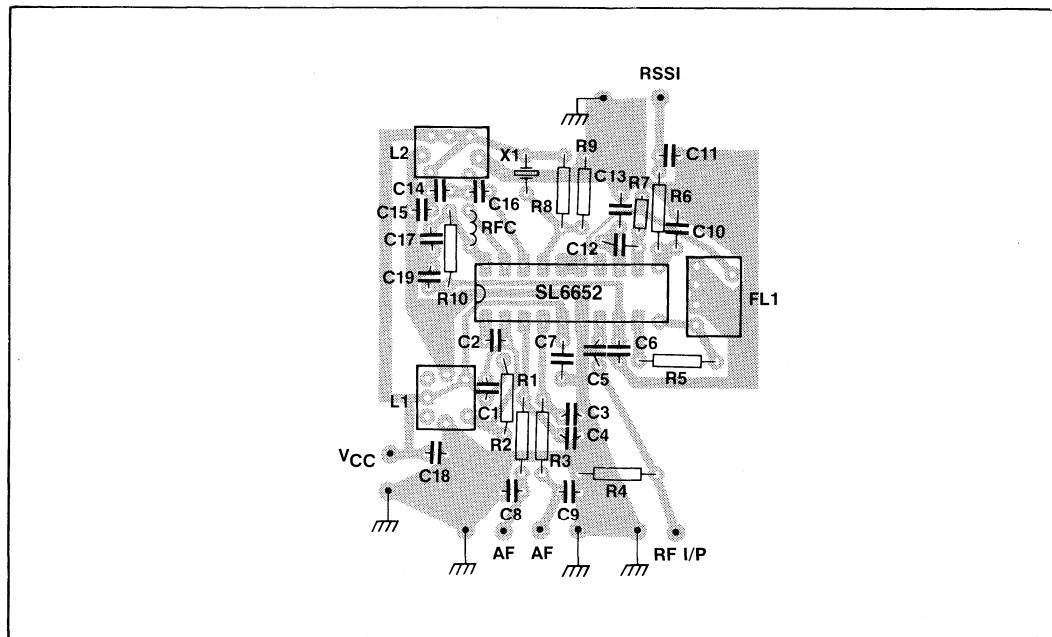 RSSI
L2
X1
R9
C11
C14
C13
R7
R6
C16
R8
C15
RFC
C10
C17
C12
C19
R10
SL6652
FL1
C2
C7
C6
R1
C5
R5
L1
C1
C3
R2
R3
C4
VCC
C18
R4
C8
C9
AF
AF
RF I/P